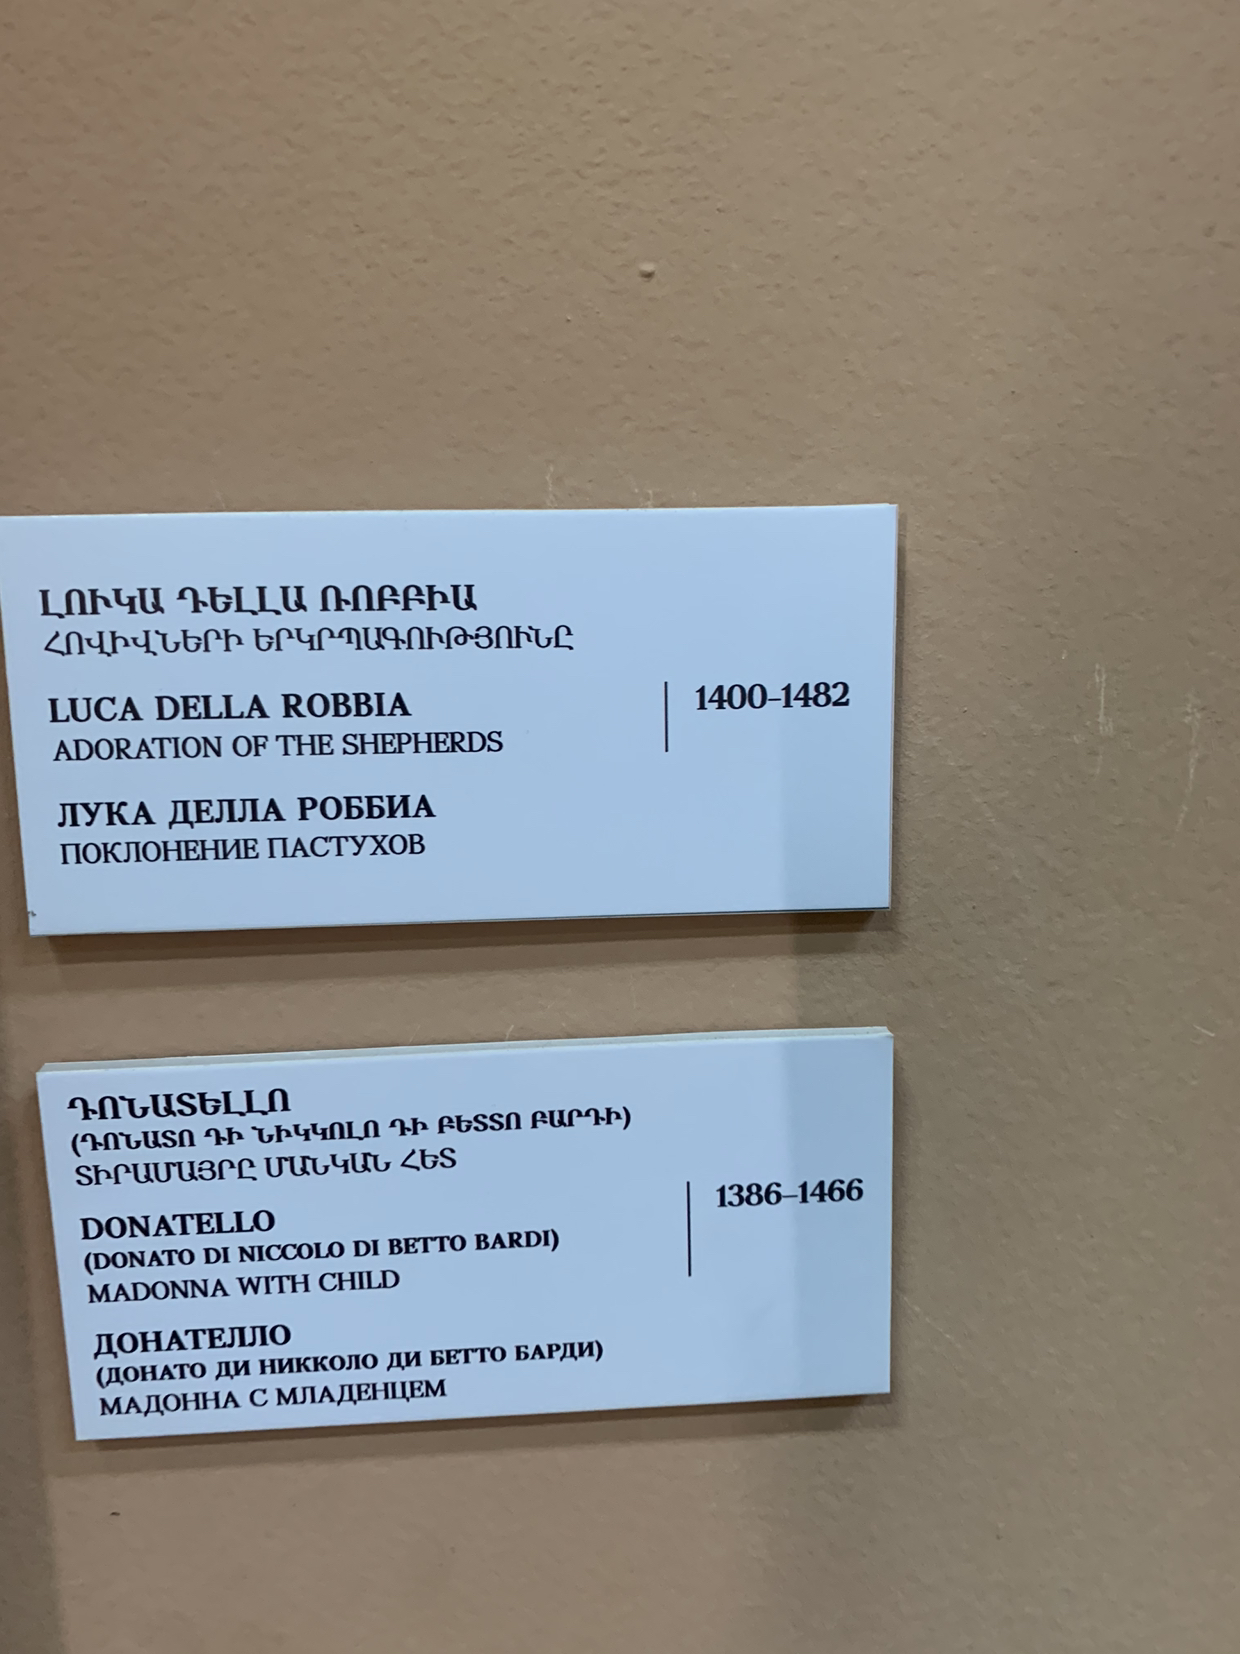 ԼՈՒԿԱ ԴԵԼԼԱ ՌՈԲԲԻԱ
ՀՈՎԻՎՆԵՐԻ ԵՐԿՐՊԱԳՈՒԹՅՈՒՆԸ
LUCA DELLA ROBBIA
ADORATION OF THE SHEPHERDS
1400–1482
ЛУКА ДЕЛЛА РОББИА
ПОКЛОНЕНИЕ ПАСТУХОВ
ԴՈՆԱՏԵԼԼՈ
(ԴՈՆԱՏՈ ԴԻ ՆԻԿԿՈԼՈ ԴԻ ԲԵՏՏՈ ԲԱՐԴԻ)
ՏԻՐԱՄԱՅՐԸ ՄԱՆԿԱՆ ՀԵՏ
DONATELLO
(DONATO DI NICCOLO DI BETTO BARDI)
MADONNA WITH CHILD
1386–1466
ДОНАТЕЛЛО
(ДОНАТО ДИ НИККОЛО ДИ БЕТТО БАРДИ)
МАДОННА С МЛАДЕНЦЕМ